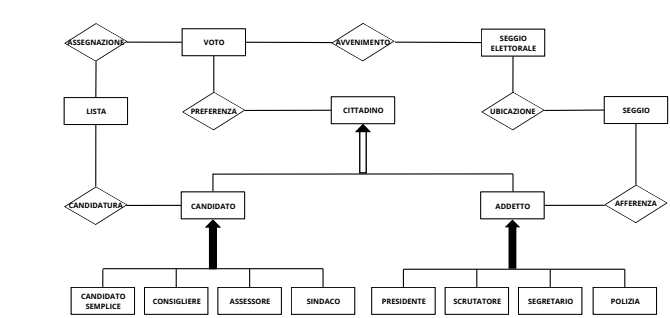 ASSEGNAZIONE
VOTO
AVVENIMENTO
SEGGIO
ELETTORALE
LISTA
PREFERENZA
CITTADINO
UBICAZIONE
SEGGIO
CANDIDATURA
CANDIDATO
ADDETTO
AFFERENZA
CANDIDATO
SEMPLICE
CONSIGLIERE
ASSESSORE
SINDACO
PRESIDENTE
SCRUTATORE
SEGRETARIO
POLIZIA